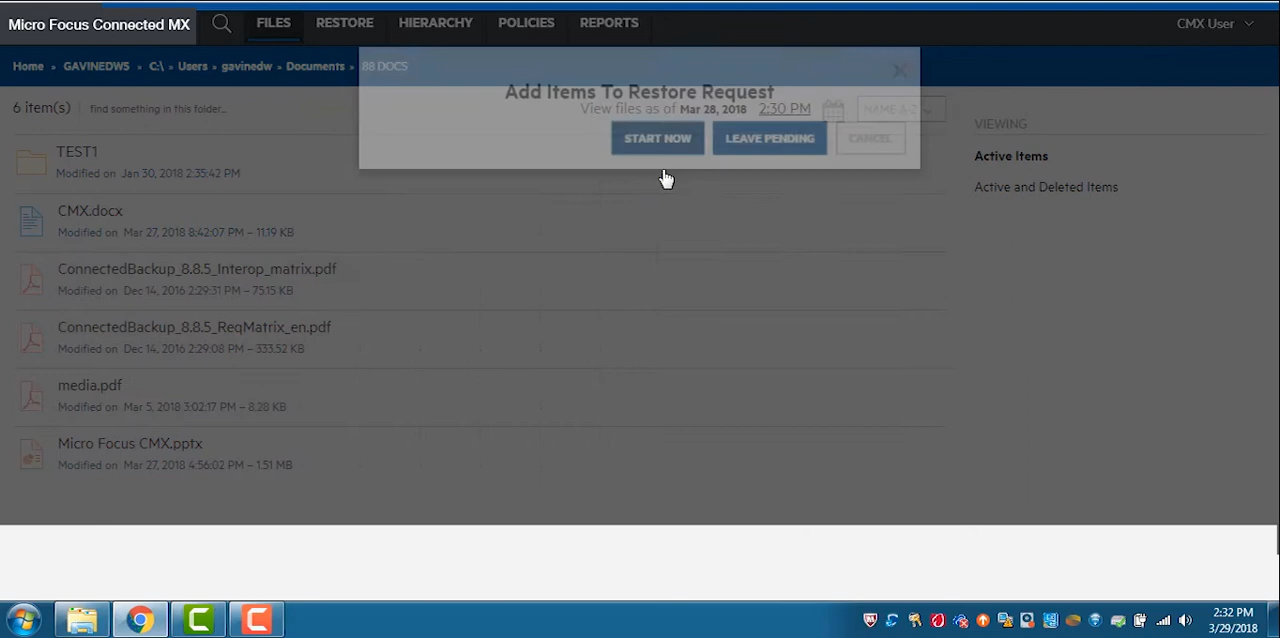 Micro Focus Connected MX
FILES
RESTORE
HIERARCHY
POLICIES
REPORTS
CMX User
Home » GAVINEDW5 » C:\ » Users » gavinedw » Documents » 88 DOCS
Add Items To Restore Request
6 item(s)
find something in this folder...
View files as of Mar 28, 2018 2:30 PM
NAME A-Z
START NOW
LEAVE PENDING
CANCEL
VIEWING
Active Items
Active and Deleted Items
TEST1
Modified on Jan 30, 2018 2:35:42 PM
CMX.docx
Modified on Mar 27, 2018 8:42:07 PM – 11.19 KB
ConnectedBackup_8.8.5_Interop_matrix.pdf
Modified on Dec 14, 2016 2:29:31 PM – 75.15 KB
ConnectedBackup_8.8.5_ReqMatrix_en.pdf
Modified on Dec 14, 2016 2:29:08 PM – 333.52 KB
media.pdf
Modified on Mar 5, 2018 3:02:17 PM – 8.28 KB
Micro Focus CMX.pptx
Modified on Mar 27, 2018 4:56:02 PM – 1.51 MB
2:32 PM
3/29/2018